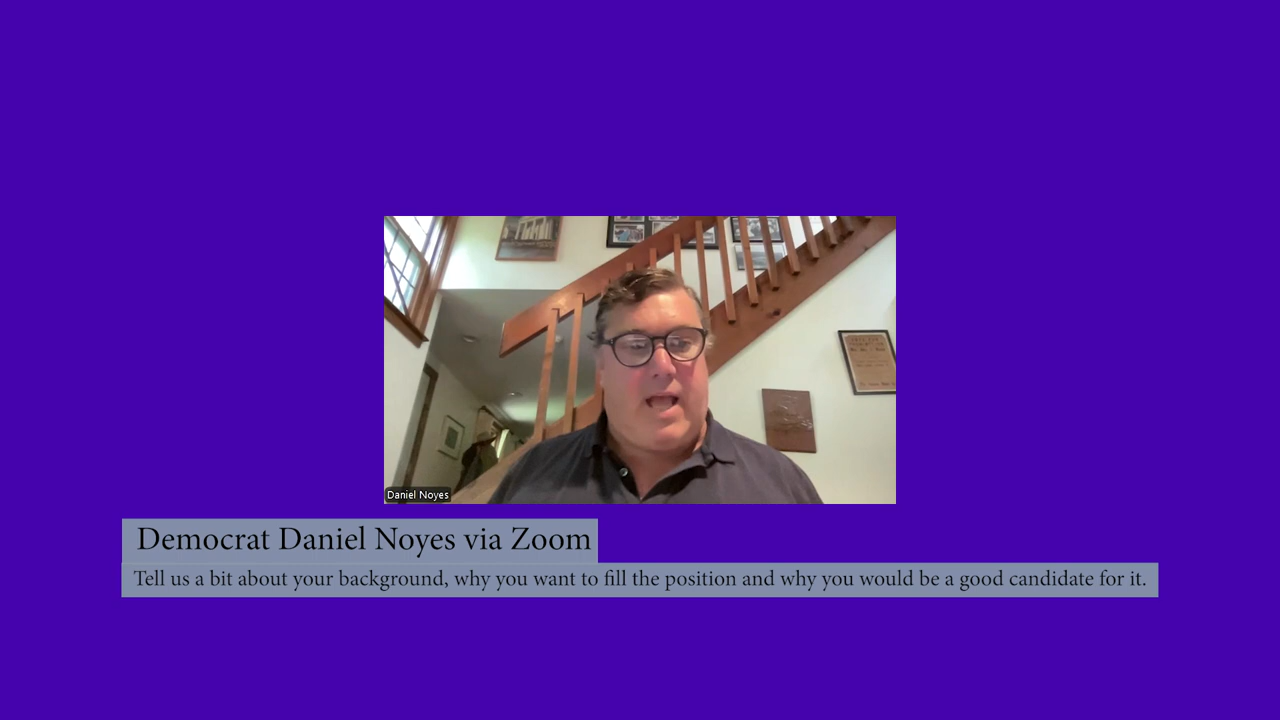 Daniel Noyes
Democrat Daniel Noyes via Zoom
Tell us a bit about your background, why you want to fill the position and why you would be a good candidate for it.